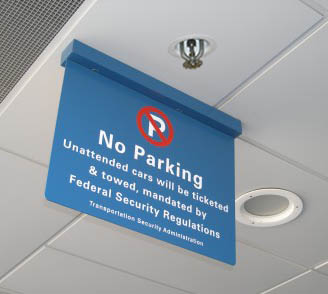 P
No Parking
Unattended cars will be ticketed
& towed, mandated by
Federal Security Regulations
Transportation Security Administration